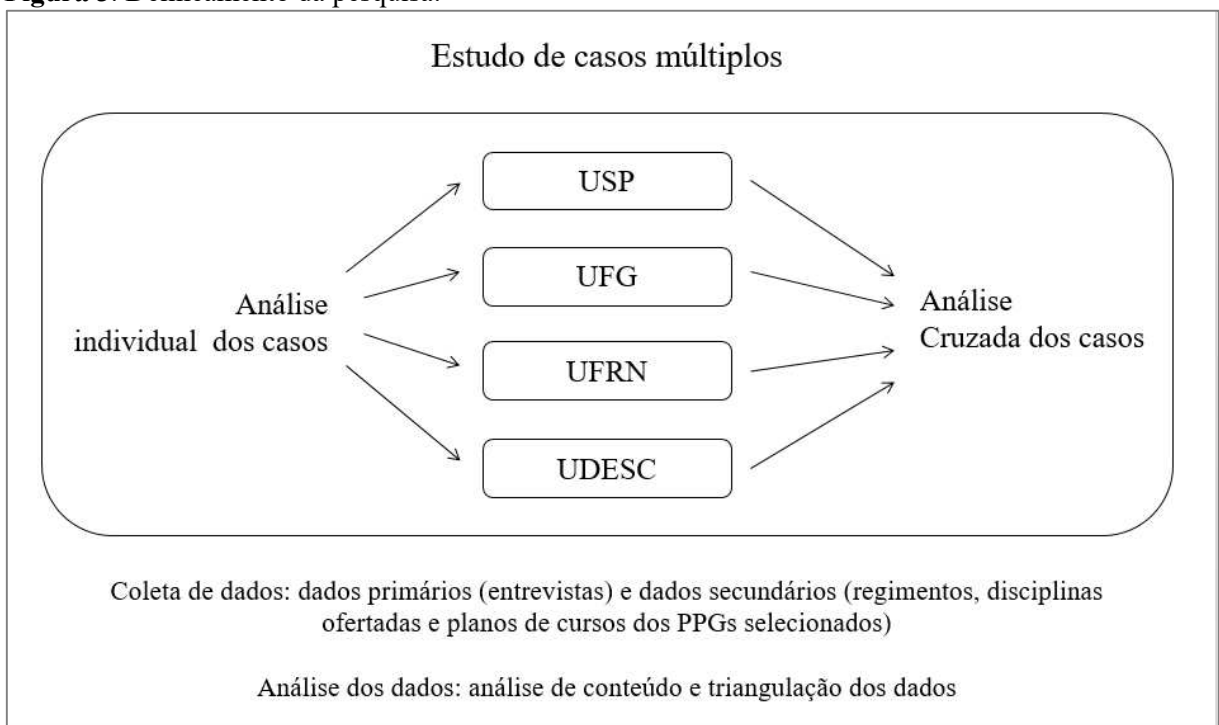 Estudo de casos múltiplos
USP
UFG
Análise
individual dos casos
Análise
Cruzada dos casos
UFRN
UDESC
Coleta de dados: dados primários (entrevistas) e dados secundários (regimentos, disciplinas
ofertadas e planos de cursos dos PPGs selecionados)
Análise dos dados: análise de conteúdo e triangulação dos dados